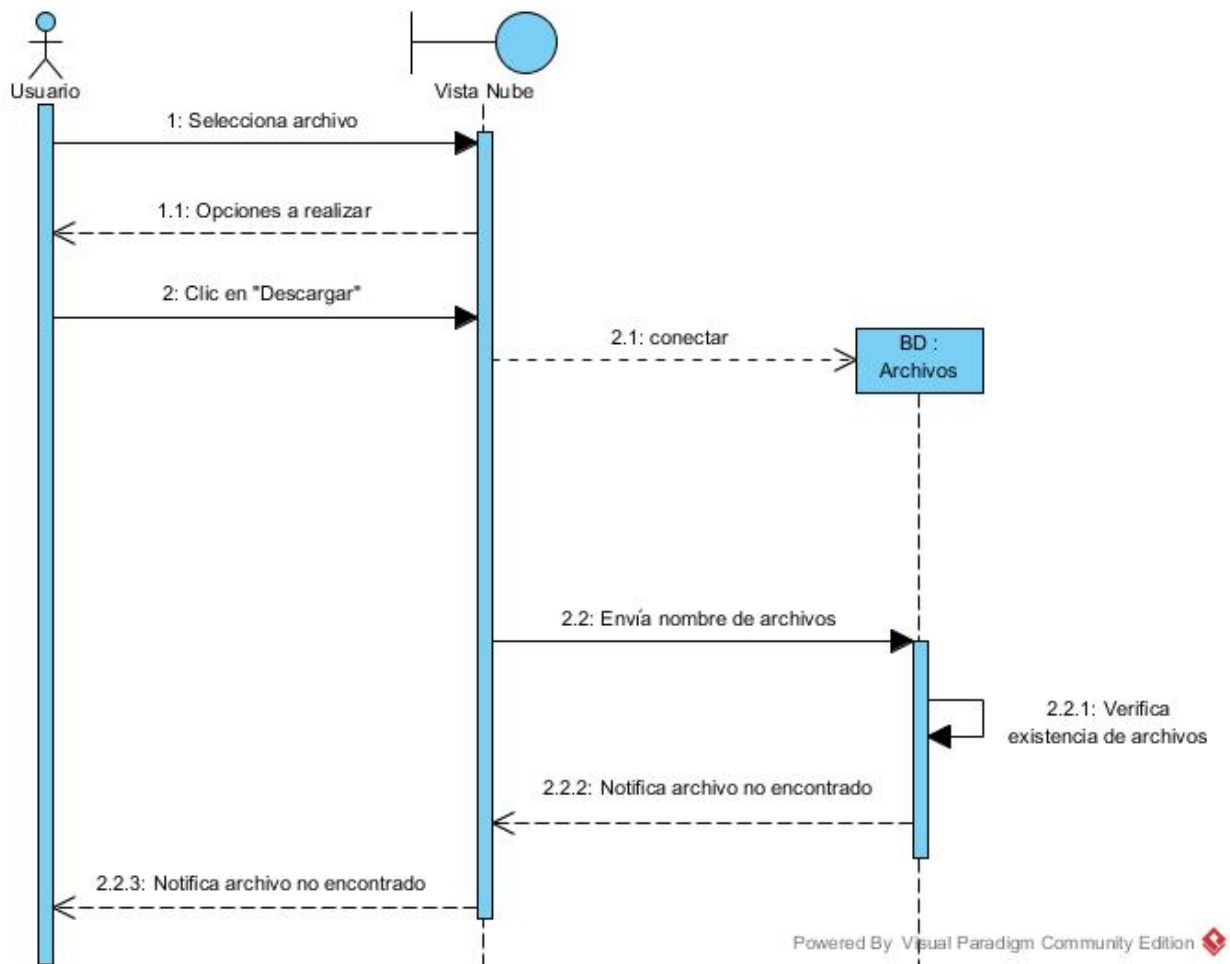 Usuario
Vista Nube
1: Selecciona archivo
1.1: Opciones a realizar
2: Clic en "Descargar"
2.1: conectar
BD :
Archivos
2.2: Envía nombre de archivos
2.2.1: Verifica
existencia de archivos
2.2.2: Notifica archivo no encontrado
2.2.3: Notifica archivo no encontrado
Powered By Visual Paradigm Community Edition